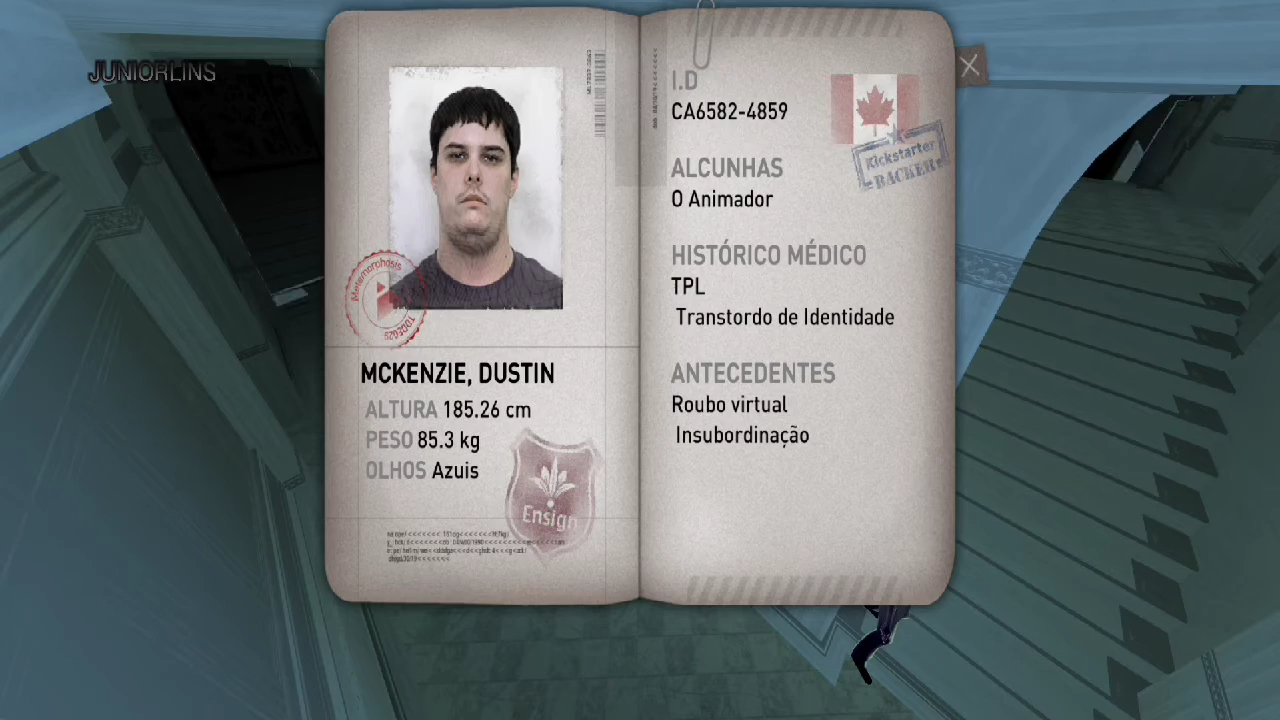 JUNIORLINS
I.D
CA6582-4859
Kickstarter
BACKER
ALCUNHAS
O Animador
HISTÓRICO MÉDICO
TPL
Transtordo de Identidade
ANTECEDENTES
Roubo virtual
Insubordinação
Metamorphosis
MCKENZIE, DUSTIN
ALTURA 185.26 cm
PESO 85.3 kg
OLHOS Azuis
Ensign